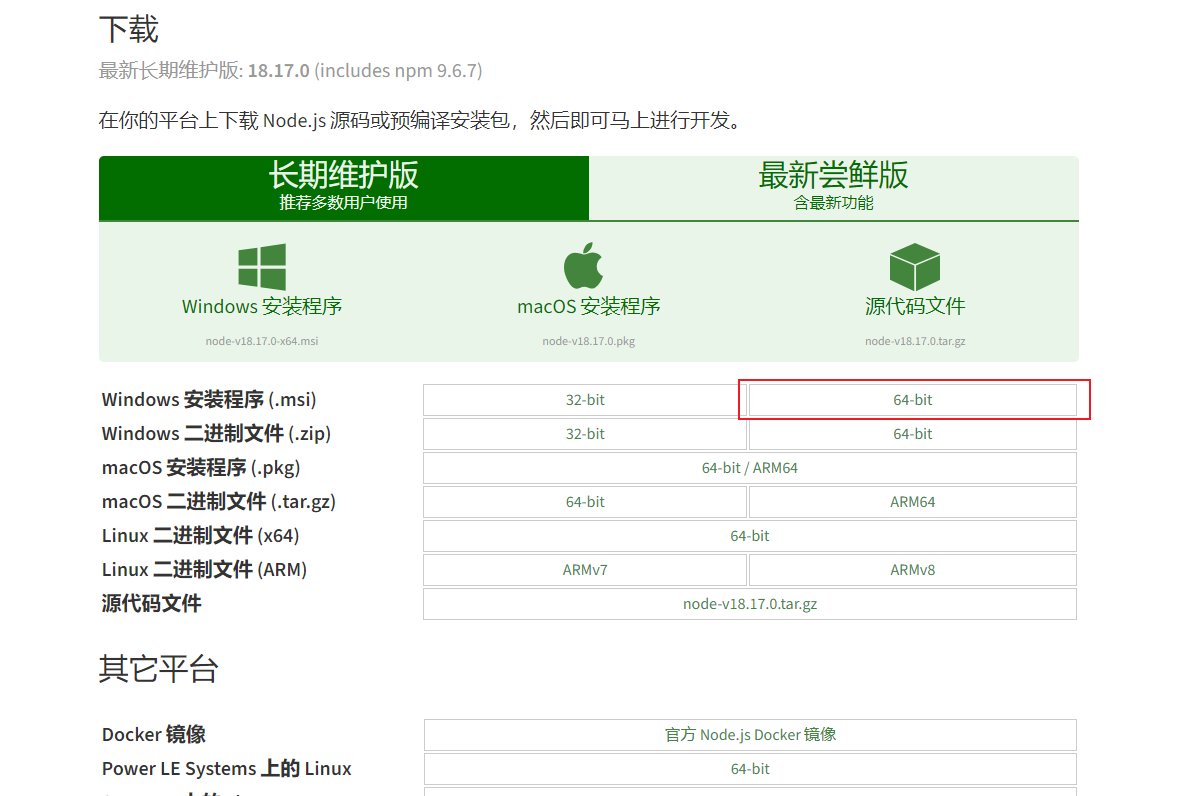 下载
最新长期维护版: 18.17.0 (includes npm 9.6.7)
在你的平台上下载 Node.js 源码或预编译安装包，然后即可马上进行开发。
长期维护版
推荐多数用户使用
最新尝鲜版
含最新功能
Windows 安装程序
node-v18.17.0-x64.msi
macOS 安装程序
node-v18.17.0.pkg
源代码文件
node-v18.17.0.tar.gz
Windows 安装程序 (.msi) 32-bit 64-bit
Windows 二进制文件 (.zip) 32-bit 64-bit
macOS 安装程序 (.pkg) 64-bit / ARM64
macOS 二进制文件 (.tar.gz) 64-bit ARM64
Linux 二进制文件 (x64) 64-bit
Linux 二进制文件 (ARM) ARMv7 ARMv8
源代码文件 node-v18.17.0.tar.gz
其它平台
Docker 镜像 官方 Node.js Docker 镜像
Power LE Systems 上的 Linux 64-bit